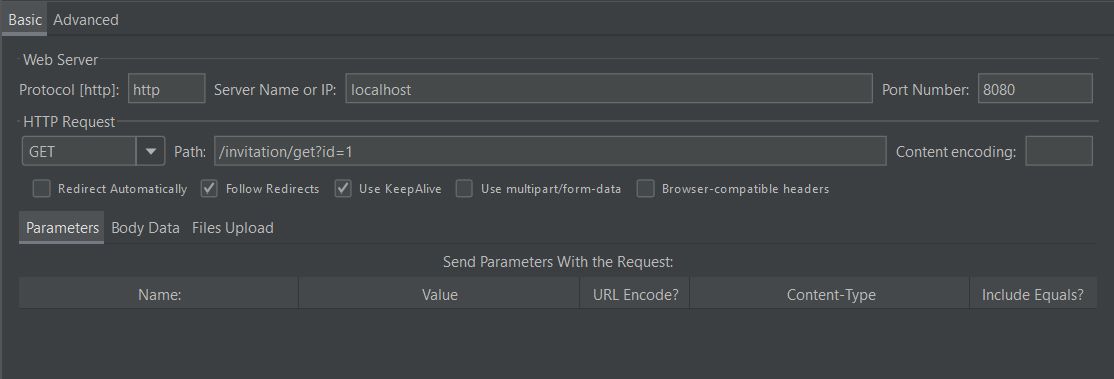 Basic Advanced
Web Server
Protocol [http]: http Server Name or IP: localhost Port Number: 8080
HTTP Request
GET Path: /invitation/get?id=1 Content encoding:
Redirect Automatically Follow Redirects Use KeepAlive Use multipart/form-data Browser-compatible headers
Parameters Body Data Files Upload
Send Parameters With the Request:
Name: Value URL Encode? Content-Type Include Equals?